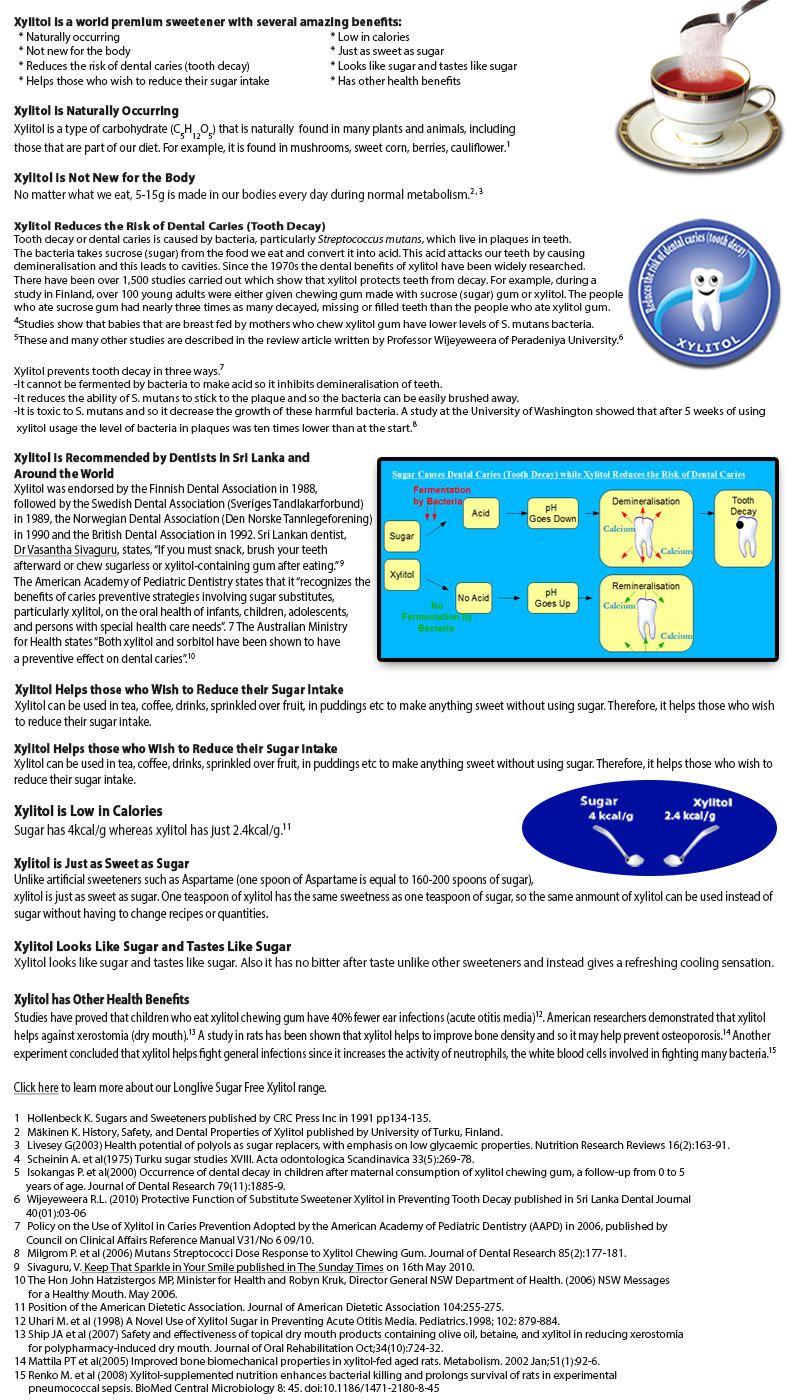 Xylitol is a world premium sweetener with several amazing benefits:
* Naturally occurring
* Not new for the body
* Reduces the risk of dental caries (tooth decay)
* Helps those who wish to reduce their sugar intake
* Low in calories
* Just as sweet as sugar
* Looks like sugar and tastes like sugar
* Has other health benefits
Xylitol is Naturally Occurring
Xylitol is a type of carbohydrate (C5H12O5) that is naturally found in many plants and animals, including
those that are part of our diet. For example, it is found in mushrooms, sweet corn, berries, cauliflower.1
Xylitol is Not New for the Body
No matter what we eat, 5-15g is made in our bodies every day during normal metabolism.2,3
Xylitol Reduces the Risk of Dental Caries (Tooth Decay)
Tooth decay or dental caries is caused by bacteria, particularly Streptococcus mutans, which live in plaques in teeth.
The bacteria takes sucrose (sugar) from the food we eat and convert it into acid. This acid attacks our teeth by causing
demineralisation and this leads to cavities. Since the 1970s the dental benefits of xylitol have been widely researched.
There have been over 1,500 studies carried out which show that xylitol protects teeth from decay. For example, during a
study in Finland, over 100 young adults were either given chewing gum made with sucrose (sugar) gum or xylitol. The people
who ate sucrose gum had nearly three times as many decayed, missing or filled teeth than the people who ate xylitol gum.
4Studies show that babies that are breast fed by mothers who chew xylitol gum have lower levels of S. mutans bacteria.
5These and many other studies are described in the review article written by Professor Wijeyeweera of Peradeniya University.6
Reduces the risk of dental caries (tooth decay)
XYLITOL
Xylitol prevents tooth decay in three ways.7
-It cannot be fermented by bacteria to make acid so it inhibits demineralisation of teeth.
-It reduces the ability of S. mutans to stick to the plaque and so the bacteria can be easily brushed away.
-It is toxic to S. mutans and so it decrease the growth of these harmful bacteria. A study at the University of Washington showed that after 5 weeks of using
xylitol usage the level of bacteria in plaques was ten times lower than at the start.8
Xylitol is Recommended by Dentists in Sri Lanka and
Around the World
Xylitol was endorsed by the Finnish Dental Association in 1988,
followed by the Swedish Dental Association (Sveriges Tandlakarforbund)
in 1989, the Norwegian Dental Association (Den Norske Tannlegeforening)
in 1990 and the British Dental Association in 1992. Sri Lankan dentist,
Dr Vasantha Sivaguru, states, "If you must snack, brush your teeth
afterward or chew sugarless or xylitol-containing gum after eating." 9
The American Academy of Pediatric Dentistry states that it "recognizes the
benefits of caries preventive strategies involving sugar substitutes,
particularly xylitol, on the oral health of infants, children, adolescents,
and persons with special health care needs". 7 The Australian Ministry
for Health states "Both xylitol and sorbitol have been shown to have
a preventive effect on dental caries".10
Sugar Causes Dental Caries (Tooth Decay) while Xylitol Reduces the Risk of Dental Caries
Fermentation
by Bacteria
Sugar
Acid
pH
Goes Down
Demineralisation
Calcium
Calcium
Tooth
Decay
Xylitol
No
Fermentation by
Bacteria
No Acid
pH
Goes Up
Remineralisation
Calcium
Calcium
Xylitol Helps those who Wish to Reduce their Sugar Intake
Xylitol can be used in tea, coffee, drinks, sprinkled over fruit, in puddings etc to make anything sweet without using sugar. Therefore, it helps those who wish
to reduce their sugar intake.
Xylitol Helps those who Wish to Reduce their Sugar Intake
Xylitol can be used in tea, coffee, drinks, sprinkled over fruit, in puddings etc to make anything sweet without using sugar. Therefore, it helps those who wish to
reduce their sugar intake.
Xylitol is Low in Calories
Sugar has 4kcal/g whereas xylitol has just 2.4kcal/g.11
Sugar
4 kcal/g
Xylitol
2.4 kcal/g
Xylitol is Just as Sweet as Sugar
Unlike artificial sweeteners such as Aspartame (one spoon of Aspartame is equal to 160-200 spoons of sugar),
xylitol is just as sweet as sugar. One teaspoon of xylitol has the same sweetness as one teaspoon of sugar, so the same anmount of xylitol can be used instead of
sugar without having to change recipes or quantities.
Xylitol Looks Like Sugar and Tastes Like Sugar
Xylitol looks like sugar and tastes like sugar. Also it has no bitter after taste unlike other sweeteners and instead gives a refreshing cooling sensation.
Xylitol has Other Health Benefits
Studies have proved that children who eat xylitol chewing gum have 40% fewer ear infections (acute otitis media)12. American researchers demonstrated that xylitol
helps against xerostomia (dry mouth).13 A study in rats has been shown that xylitol helps to improve bone density and so it may help prevent osteoporosis.14 Another
experiment concluded that xylitol helps fight general infections since it increases the activity of neutrophils, the white blood cells involved in fighting many bacteria.15
Click here to learn more about our Longlive Sugar Free Xylitol range.
1 Hollenbeck K. Sugars and Sweeteners published by CRC Press Inc in 1991 pp134-135.
2 Mäkinen K. History, Safety, and Dental Properties of Xylitol published by University of Turku, Finland.
3 Livesey G(2003) Health potential of polyols as sugar replacers, with emphasis on low glycaemic properties. Nutrition Research Reviews 16(2):163-91.
4 Scheinin A. et al(1975) Turku sugar studies XVIII. Acta odontologica Scandinavica 33(5):269-78.
5 Isokangas P. et al(2000) Occurrence of dental decay in children after maternal consumption of xylitol chewing gum, a follow-up from 0 to 5
years of age. Journal of Dental Research 79(11):1885-9.
6 Wijeyeweera R.L. (2010) Protective Function of Substitute Sweetener Xylitol in Preventing Tooth Decay published in Sri Lanka Dental Journal
40(01):03-06
7 Policy on the Use of Xylitol in Caries Prevention Adopted by the American Academy of Pediatric Dentistry (AAPD) in 2006, published by
Council on Clinical Affairs Reference Manual V31/No 6 09/10.
8 Milgrom P. et al (2006) Mutans Streptococci Dose Response to Xylitol Chewing Gum. Journal of Dental Research 85(2):177-181.
9 Sivaguru, V. Keep That Sparkle in Your Smile published in The Sunday Times on 16th May 2010.
10 The Hon John Hatzistergos MP, Minister for Health and Robyn Kruk, Director General NSW Department of Health. (2006) NSW Messages
for a Healthy Mouth. May 2006.
11 Position of the American Dietetic Association. Journal of American Dietetic Association 104:255-275.
12 Uhari M. et al (1998) A Novel Use of Xylitol Sugar in Preventing Acute Otitis Media. Pediatrics.1998; 102: 879-884.
13 Ship JA et al (2007) Safety and effectiveness of topical dry mouth products containing olive oil, betaine, and xylitol in reducing xerostomia
for polypharmacy-induced dry mouth. Journal of Oral Rehabilitation Oct;34(10):724-32.
14 Mattila PT et al(2005) Improved bone biomechanical properties in xylitol-fed aged rats. Metabolism. 2002 Jan;51(1):92-6.
15 Renko M. et al (2008) Xylitol-supplemented nutrition enhances bacterial killing and prolongs survival of rats in experimental
pneumococcal sepsis. BioMed Central Microbiology 8: 45. doi:10.1186/1471-2180-8-45